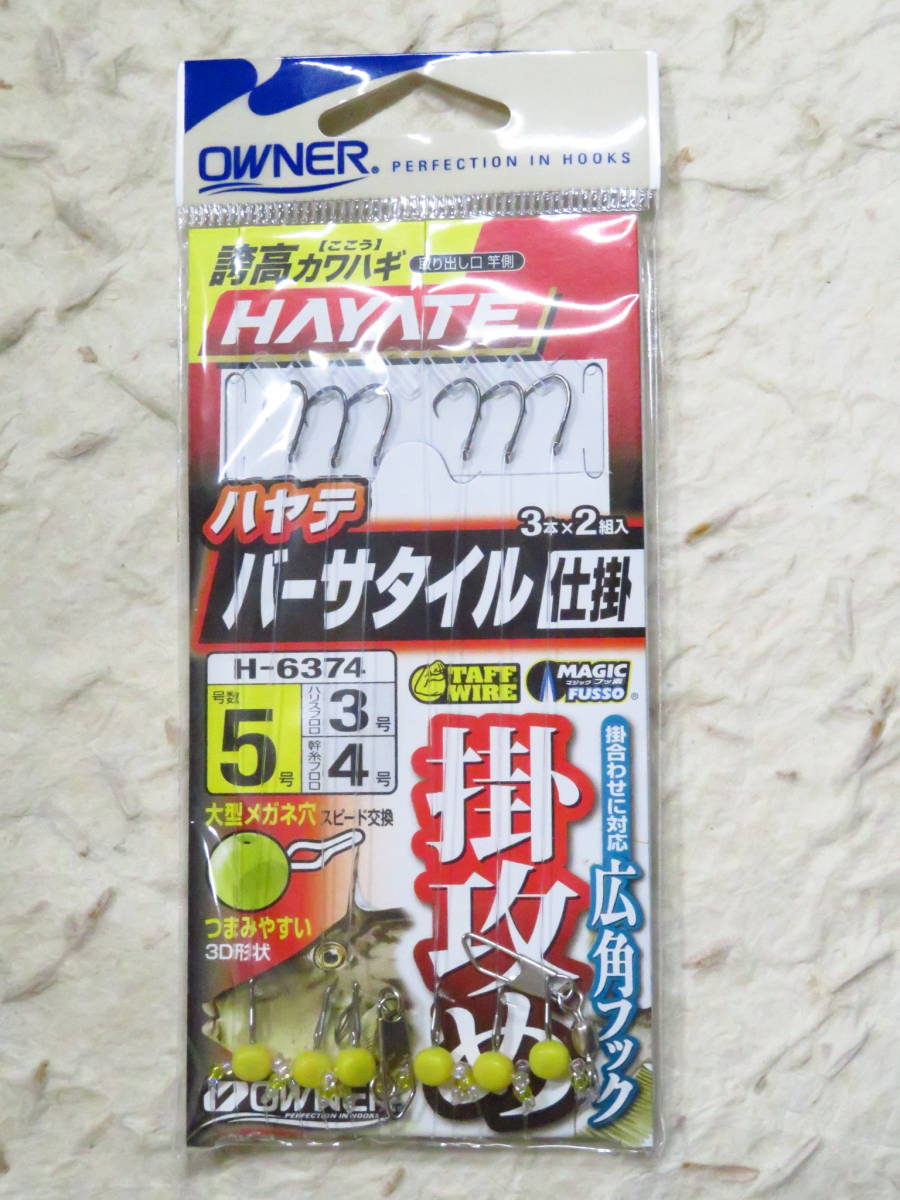 OWNER® PERFECTION IN HOOKS
【ここう】
誇高カワハギ 取り出し口 竿側
HAYATE
ハヤテ
3本×2組入
バーサタイル仕掛
H-6374
号数 5号
ハリスフロロ 3号
幹糸フロロ 4号
TAFF WIRE
MAGIC マジックフッ素 FUSSO®
大型メガネ穴 スピード交換
つまみやすい
3D形状
掛攻め
掛合わせに対応
広角フック
OWNER
PERFECTION IN HOOKS